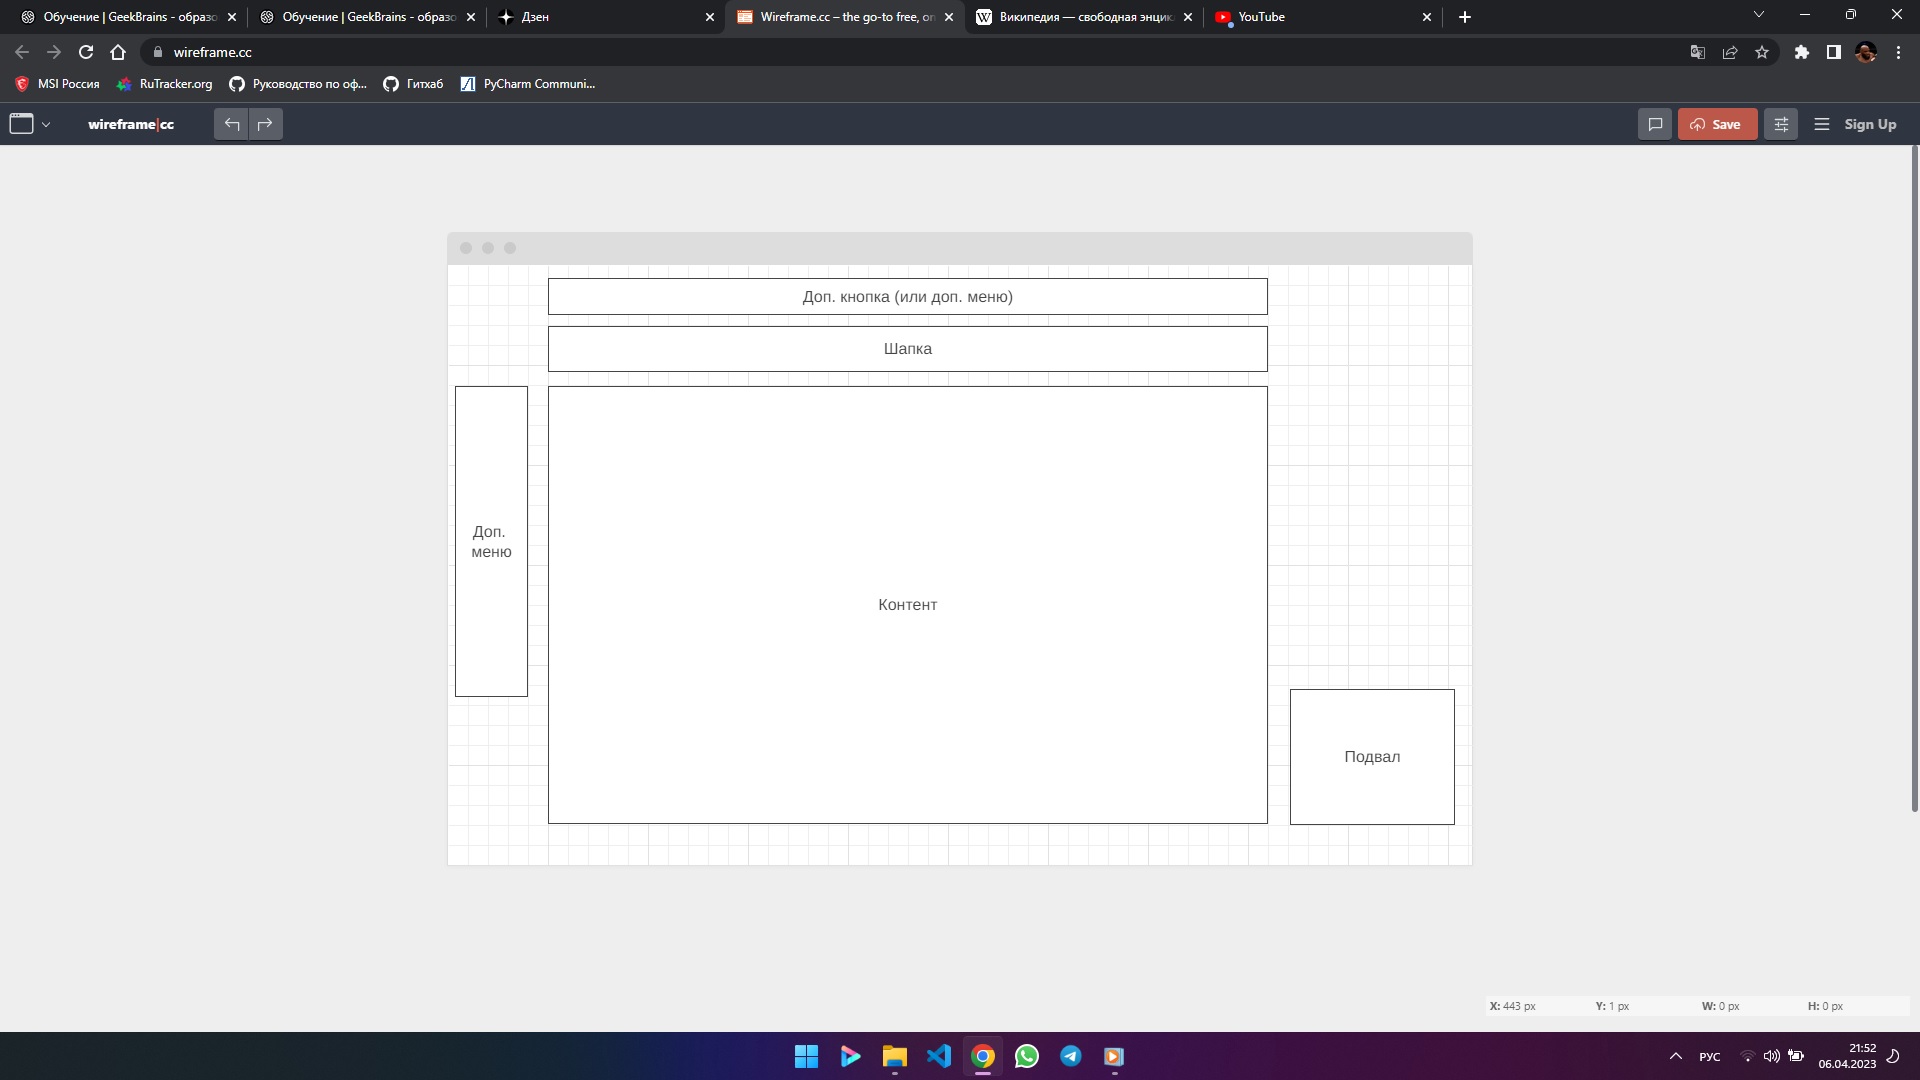 Обучение | GeekBrains - образо
Обучение | GeekBrains - образо
Дзен
Wireframe.cc – the go-to free, on
Википедия — свободная энцик
YouTube
wireframe.cc
MSI Россия
RuTracker.org
Руководство по оф...
Гитхаб
PyCharm Communi...
wireframe|cc
Save
Sign Up
Доп. кнопка (или доп. меню)
Шапка
Доп.
меню
Контент
Подвал
X: 443 px
Y: 1 px
W: 0 px
H: 0 px
РУС
21:52
06.04.2023